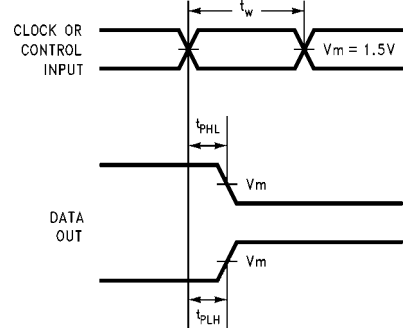 t_W
CLOCK OR
CONTROL
INPUT
Vm = 1.5V
t_PHL
Vm
DATA
OUT
Vm
t_PLH